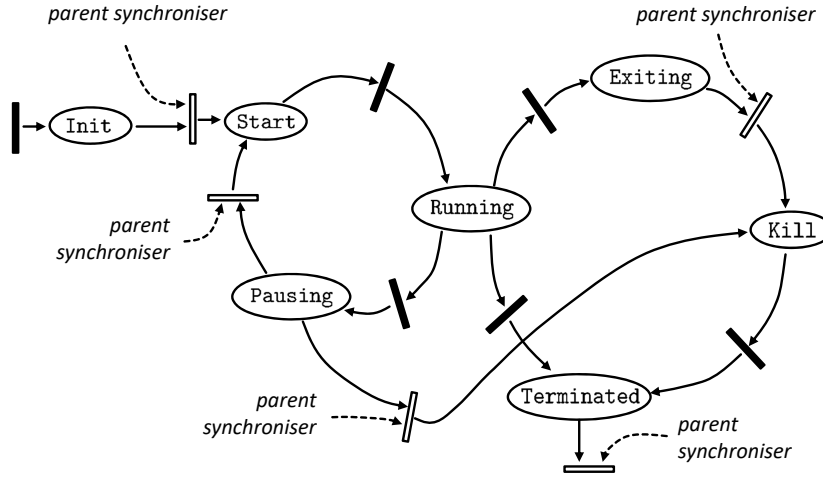 parent synchroniser
parent synchroniser
Exiting
Init
Start
Running
parent
synchroniser
Kill
Pausing
Terminated
parent
synchroniser
parent
synchroniser